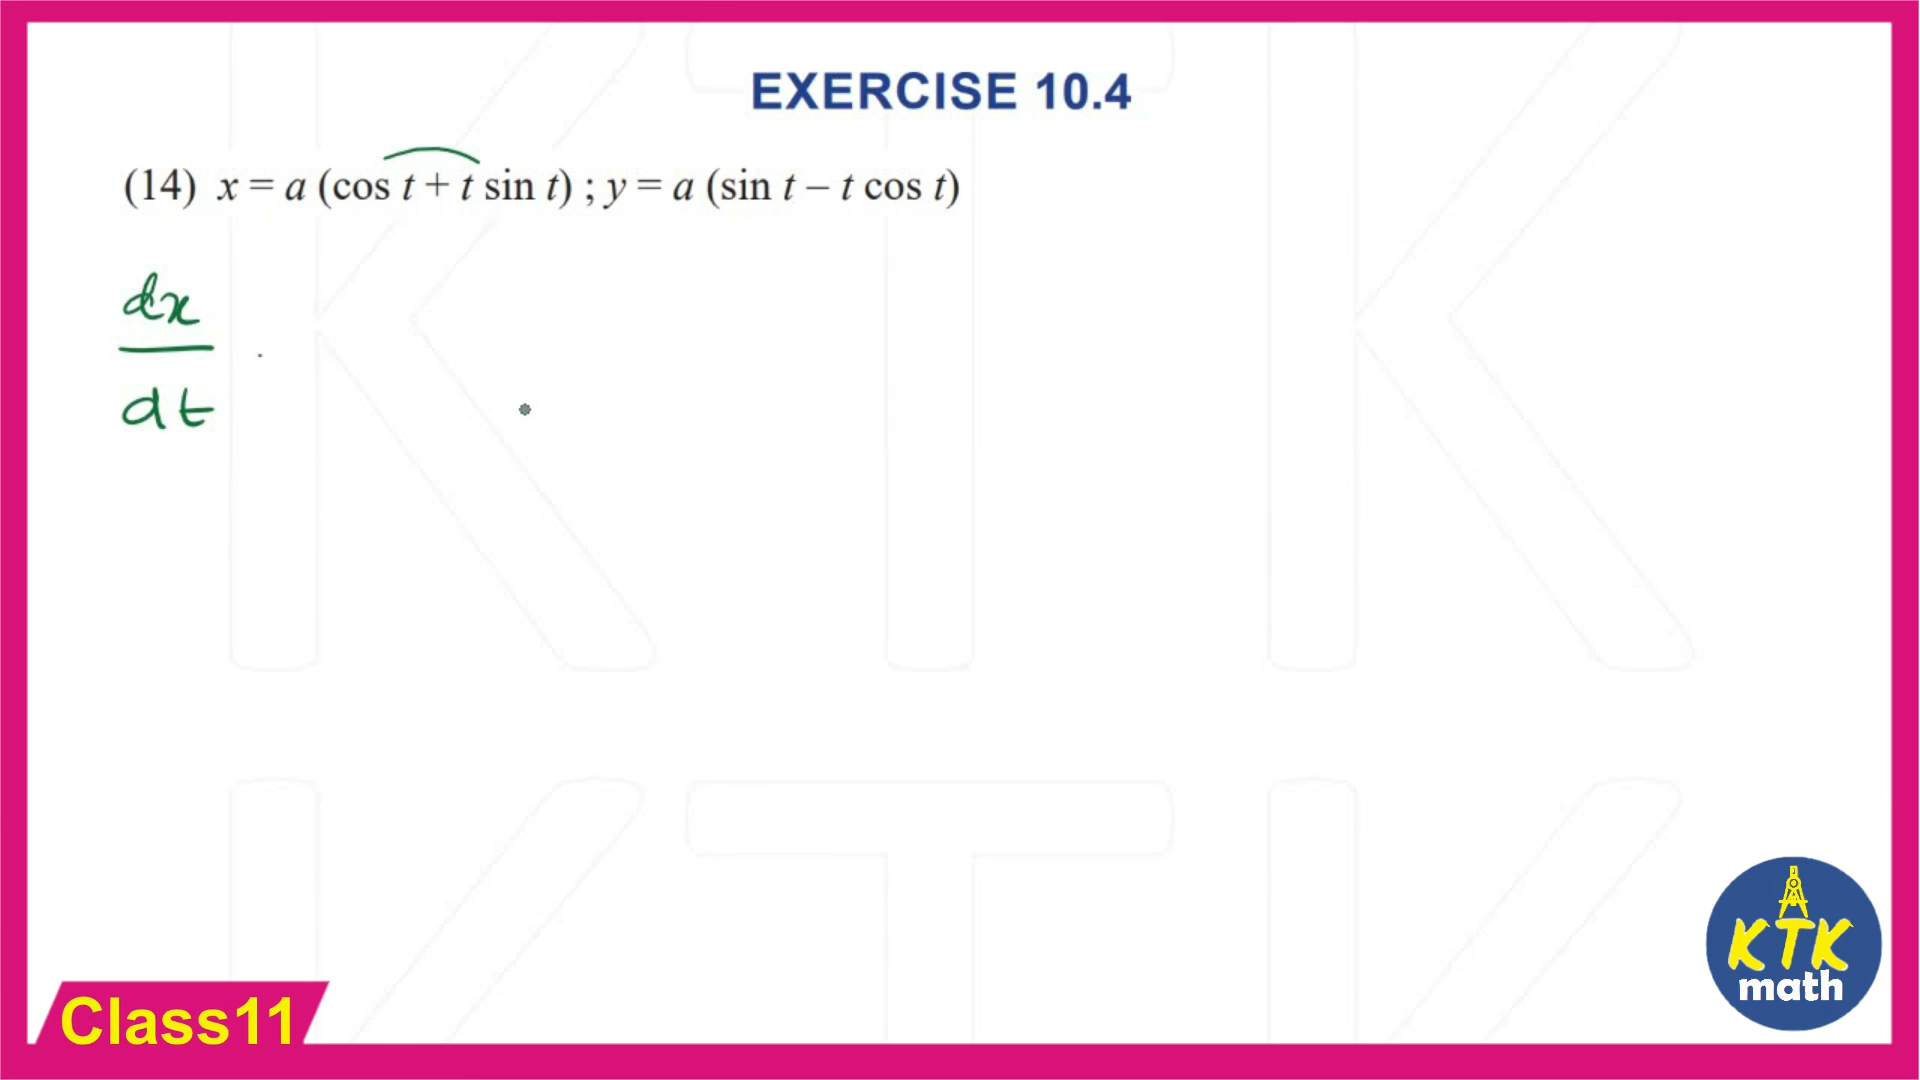 EXERCISE 10.4
(14) x = a (cos t + t sin t) ; y = a (sin t – t cos t)
dx
dt
Class11
KTK
math